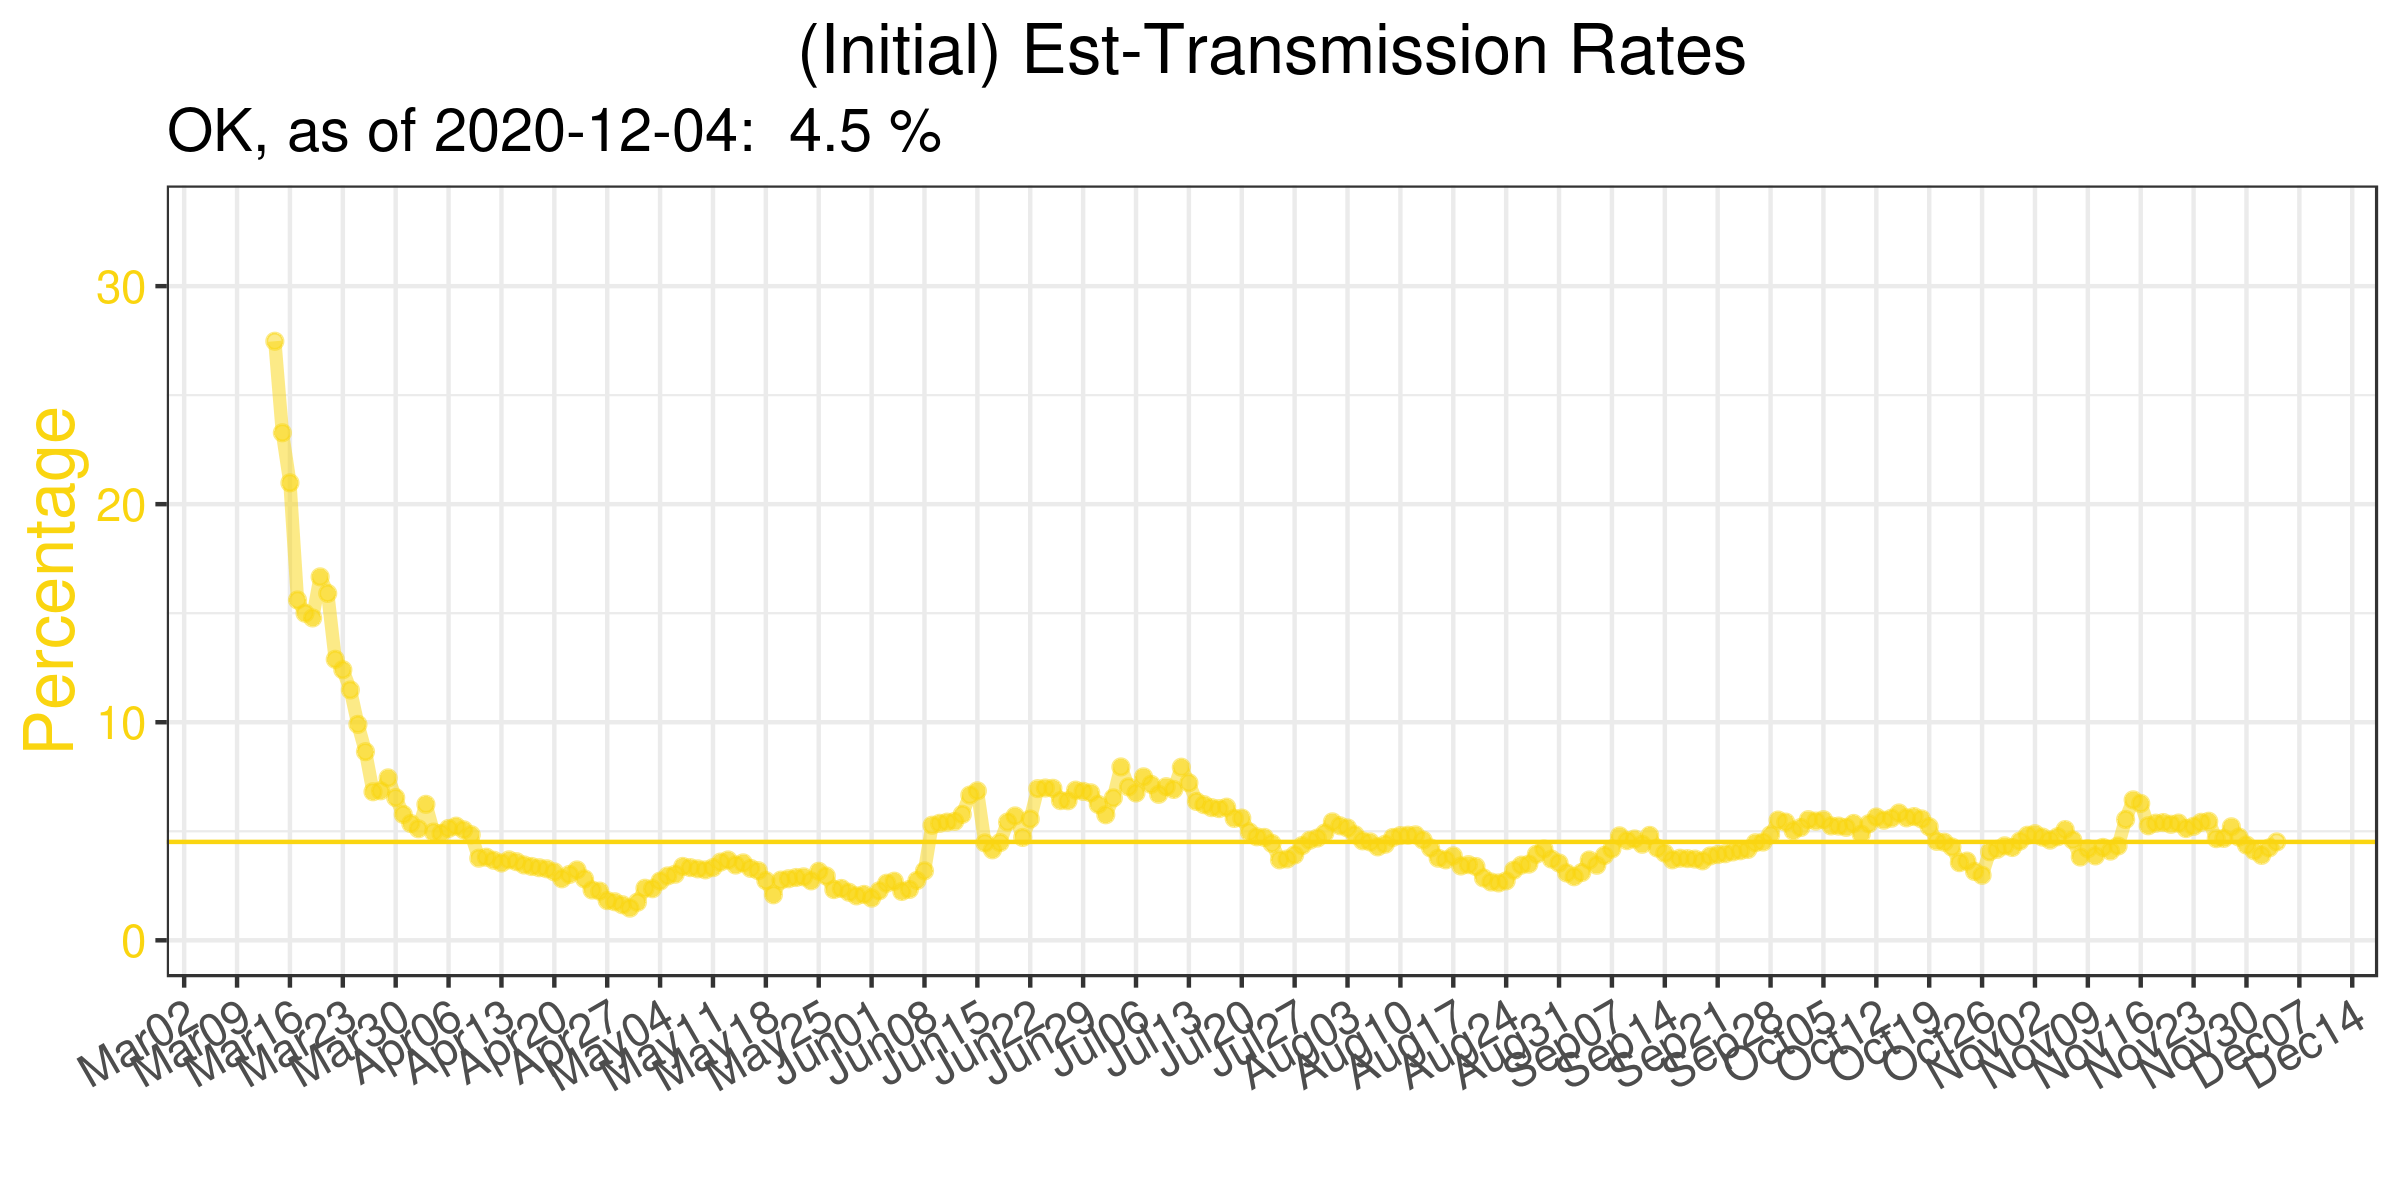 (Initial) Est-Transmission Rates
OK, as of 2020-12-04:  4.5 %
Percentage
30
20
10
0
Mar02
Mar09
Mar16
Mar23
Mar30
Apr06
Apr13
Apr20
Apr27
May04
May11
May18
May25
Jun01
Jun08
Jun15
Jun22
Jun29
Jul06
Jul13
Jul20
Jul27
Aug03
Aug10
Aug17
Aug24
Aug31
Sep07
Sep14
Sep21
Sep28
Oct05
Oct12
Oct19
Oct26
Nov02
Nov09
Nov16
Nov23
Nov30
Dec07
Dec14